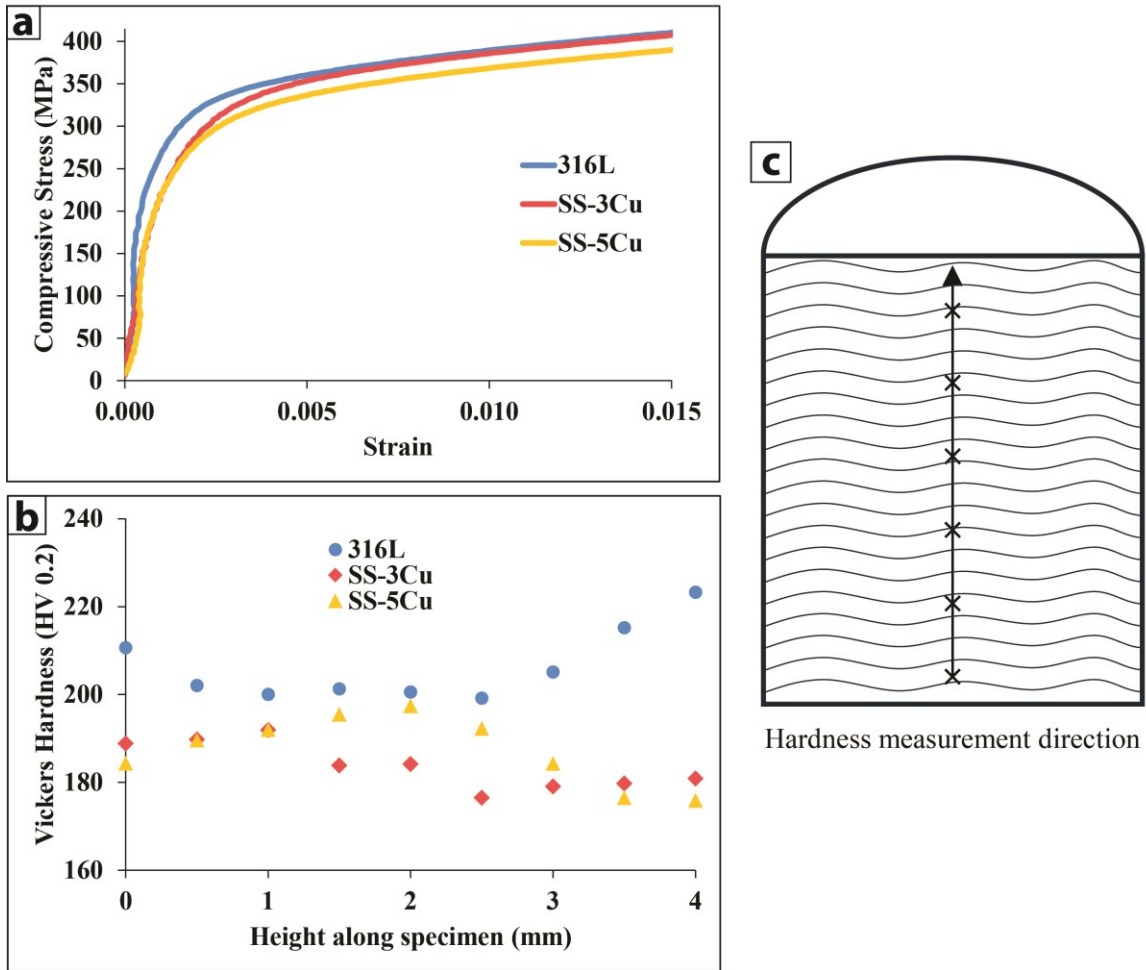 a
Compressive Stress (MPa)
400
350
300
250
200
150
100
50
0
0.000 0.005 0.010 0.015
Strain
316L
SS-3Cu
SS-5Cu
b
Vickers Hardness (HV 0.2)
240
220
200
180
160
0 1 2 3 4
Height along specimen (mm)
316L
SS-3Cu
SS-5Cu
c
Hardness measurement direction